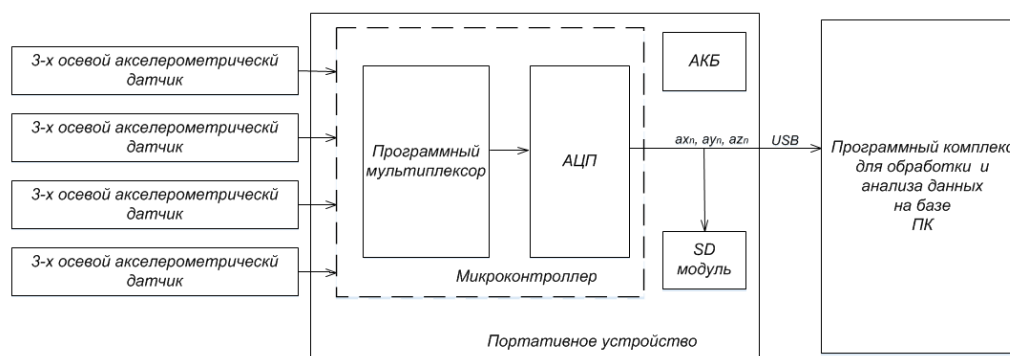 3-х осевой акселерометрическй
датчик
3-х осевой акселерометрическй
датчик
3-х осевой акселерометрическй
датчик
3-х осевой акселерометрическй
датчик
Программный
мультиплексор
АЦП
Микроконтроллер
АКБ
axn, ayn, azn
USB
SD
модуль
Портативное устройство
Программный комплекс
для обработки и
анализа данных
на базе
ПК